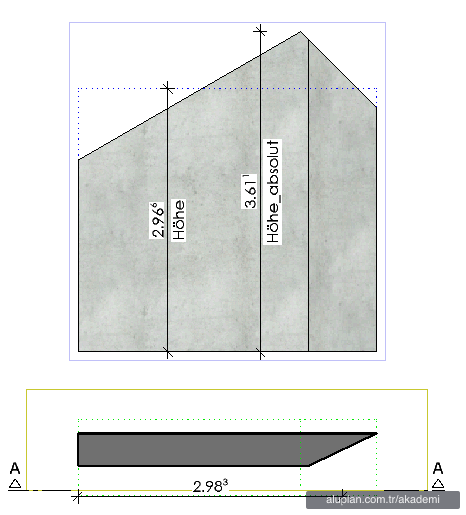 2.96⁶
Höhe
3.61¹
Höhe_absolut
A
A
2.98³
aluplan.com.tr/akademi